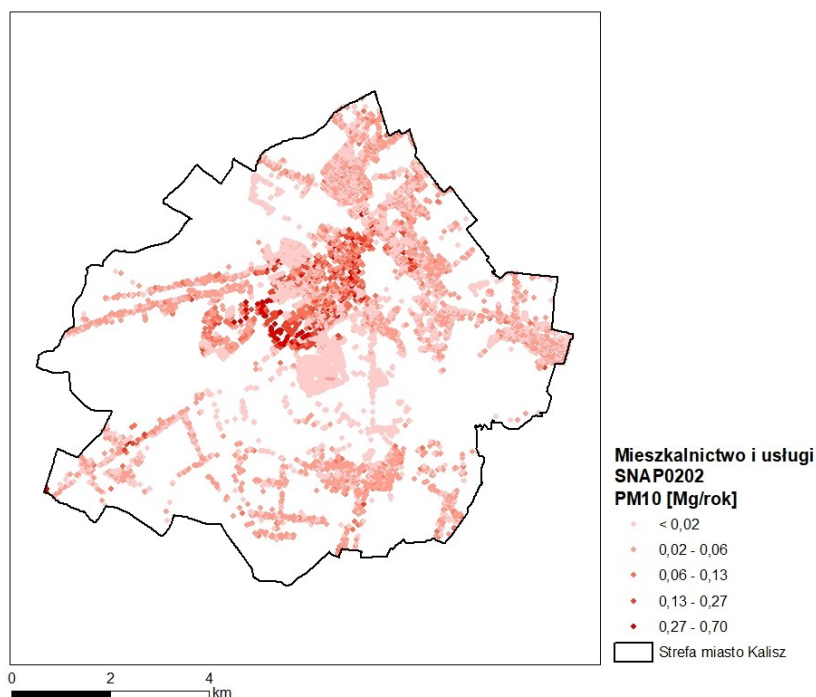 Mieszkalnictwo i usługi
SNAP0202
PM10 [Mg/rok]
< 0,02
0,02 - 0,06
0,06 - 0,13
0,13 - 0,27
0,27 - 0,70
Strefa miasto Kalisz
0 2 4
km